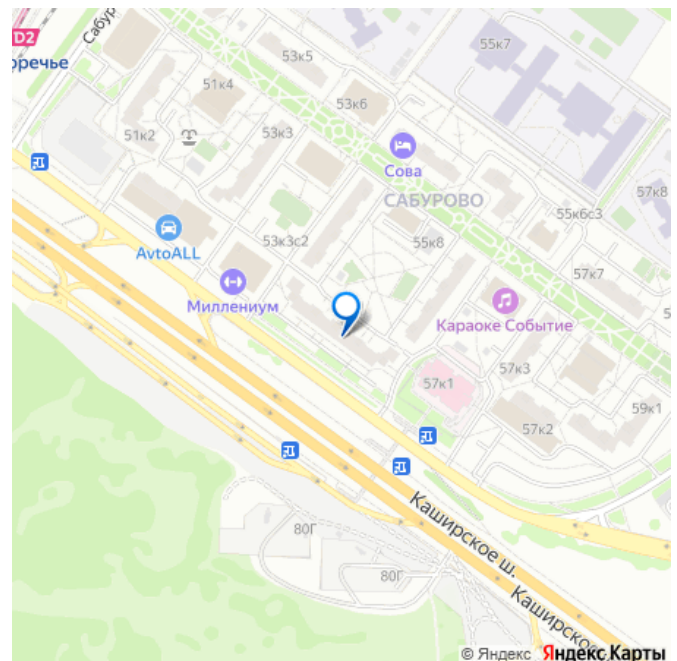 D2
оречье
Сабур
53к5
55к7
51к4
53к6
51к2
53к3
Сова
САБУРОВО
57к8
AvtoALL
53к3с2
55к8
55к6с3
57к7
Миллениум
Караоке Событие
57к1
57к3
59к1
57к2
80Г
80Г
Каширское ш.
Каширское
© Яндекс Яндекс Карты